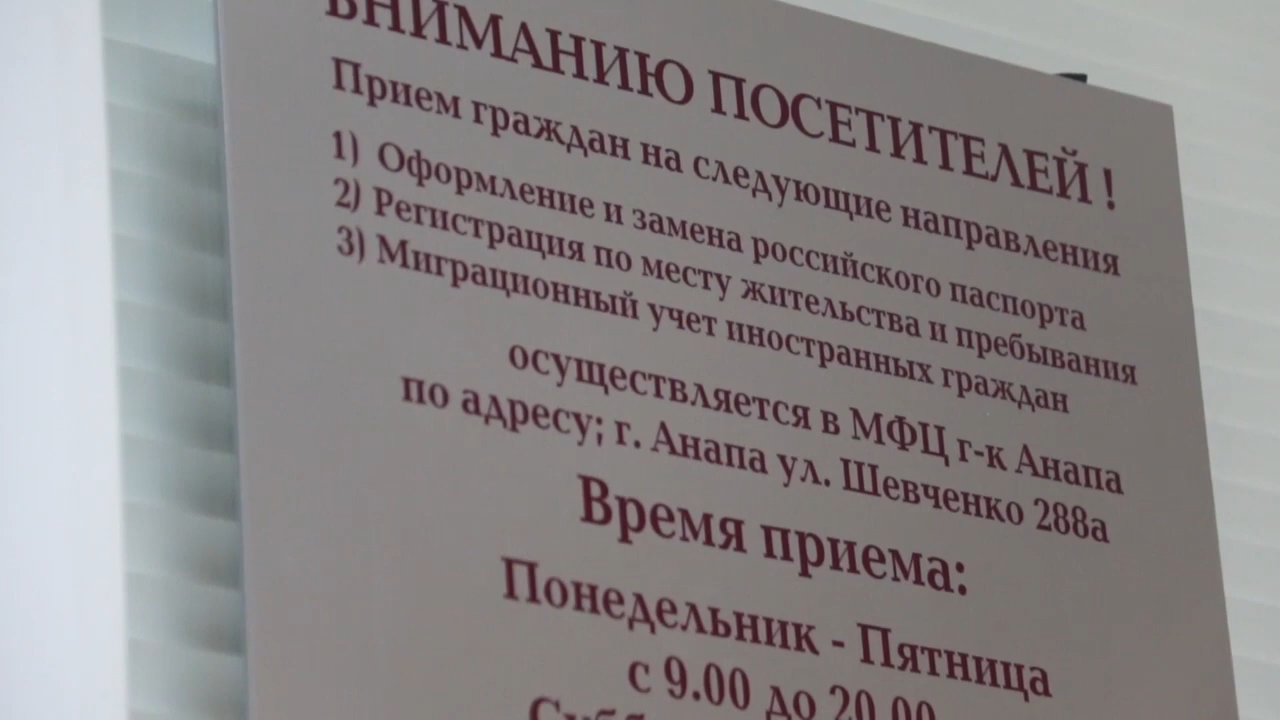 ВНИМАНИЮ ПОСЕТИТЕЛЕЙ !
Прием граждан на следующие направления
1) Оформление и замена российского паспорта
2) Регистрация по месту жительства и пребывания
3) Миграционный учет иностранных граждан
осуществляется в МФЦ г-к Анапа
по адресу; г. Анапа ул. Шевченко 288а
Время приема:
Понедельник - Пятница
с 9.00 до 20.00